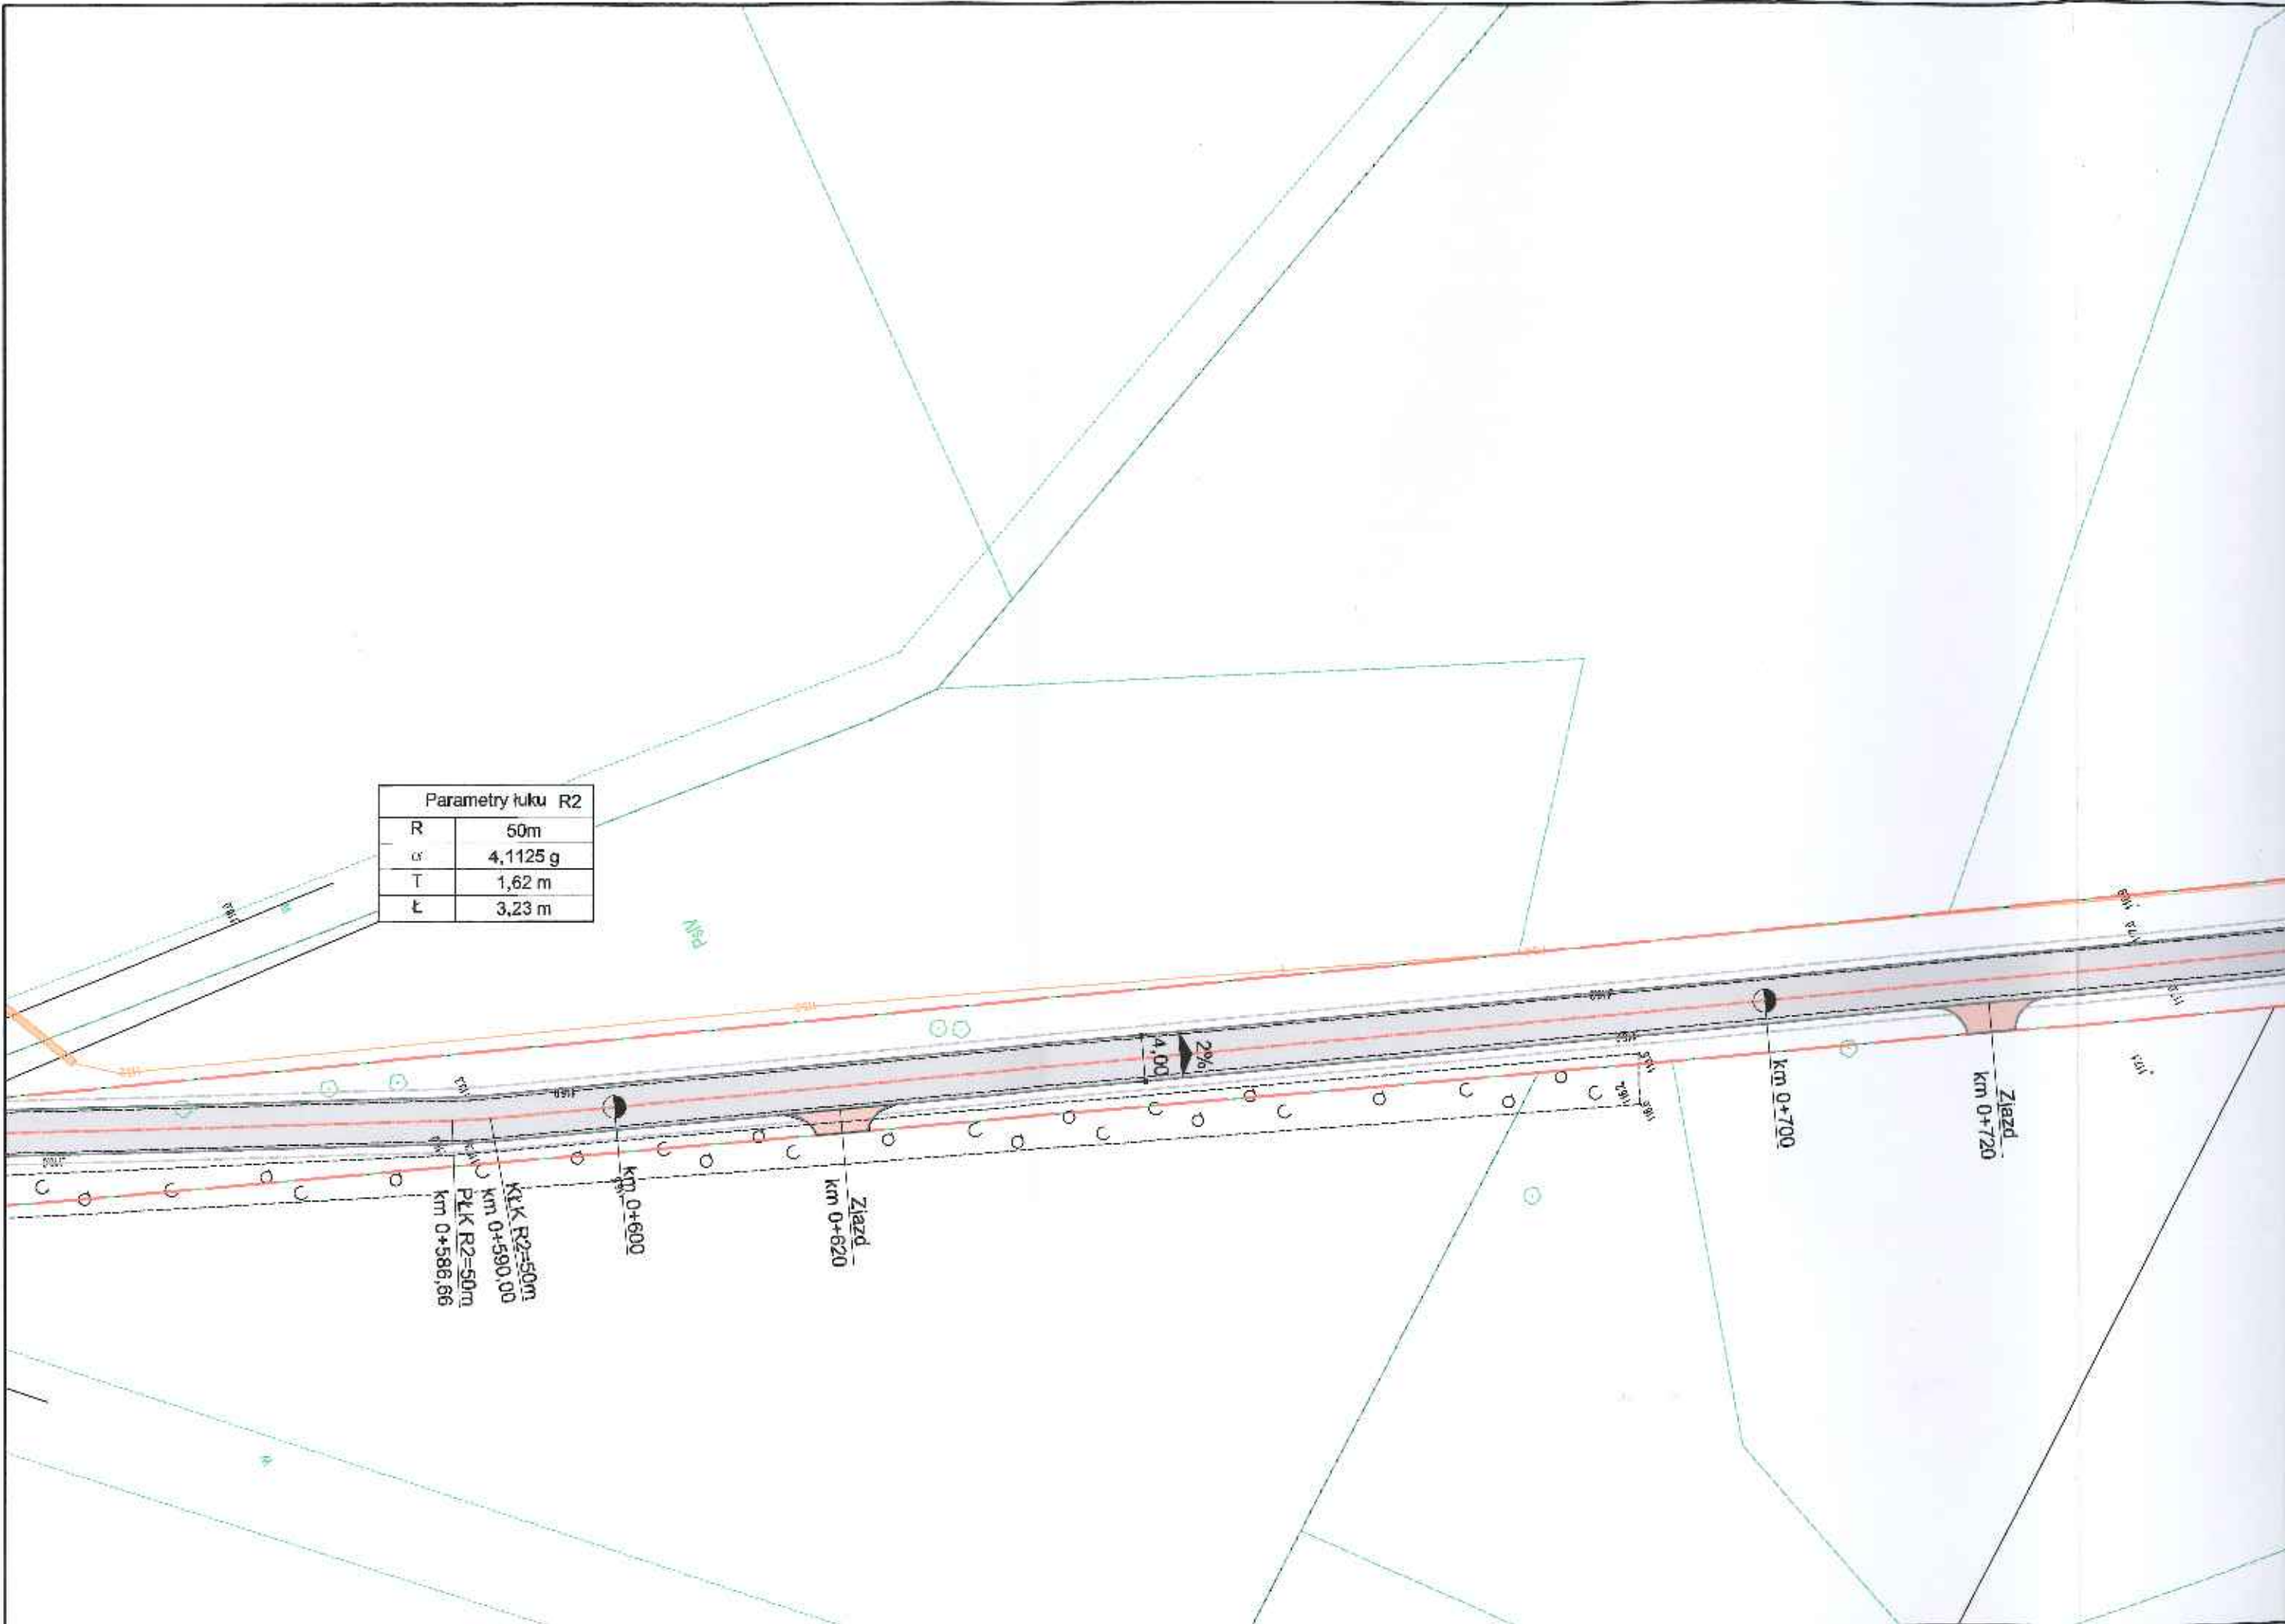 Parametry łuku R2
R 50m
α 4,1125 g
T 1,62 m
Ł 3,23 m
PsIV
2%
4,00
km 0+700
Zjazd
km 0+720
km 0+600
Zjazd
km 0+620
KŁK R2=50m
km 0+590,00
PŁK R2=50m
km 0+586,66